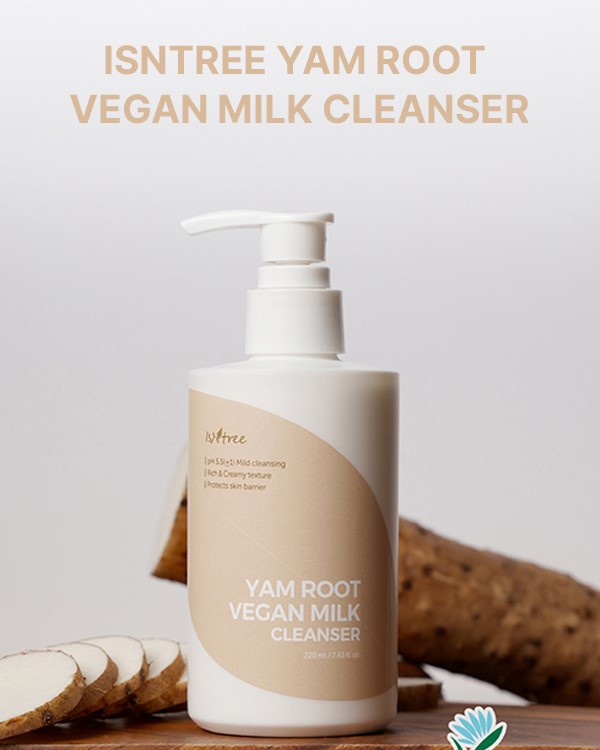 ISNTREE YAM ROOT
VEGAN MILK CLEANSER
Isntree
pH 5.5(±1) Mild cleansing
Rich & Creamy texture
Protects skin barrier
YAM ROOT
VEGAN MILK
CLEANSER
220 ml / 7.43 fl.oz